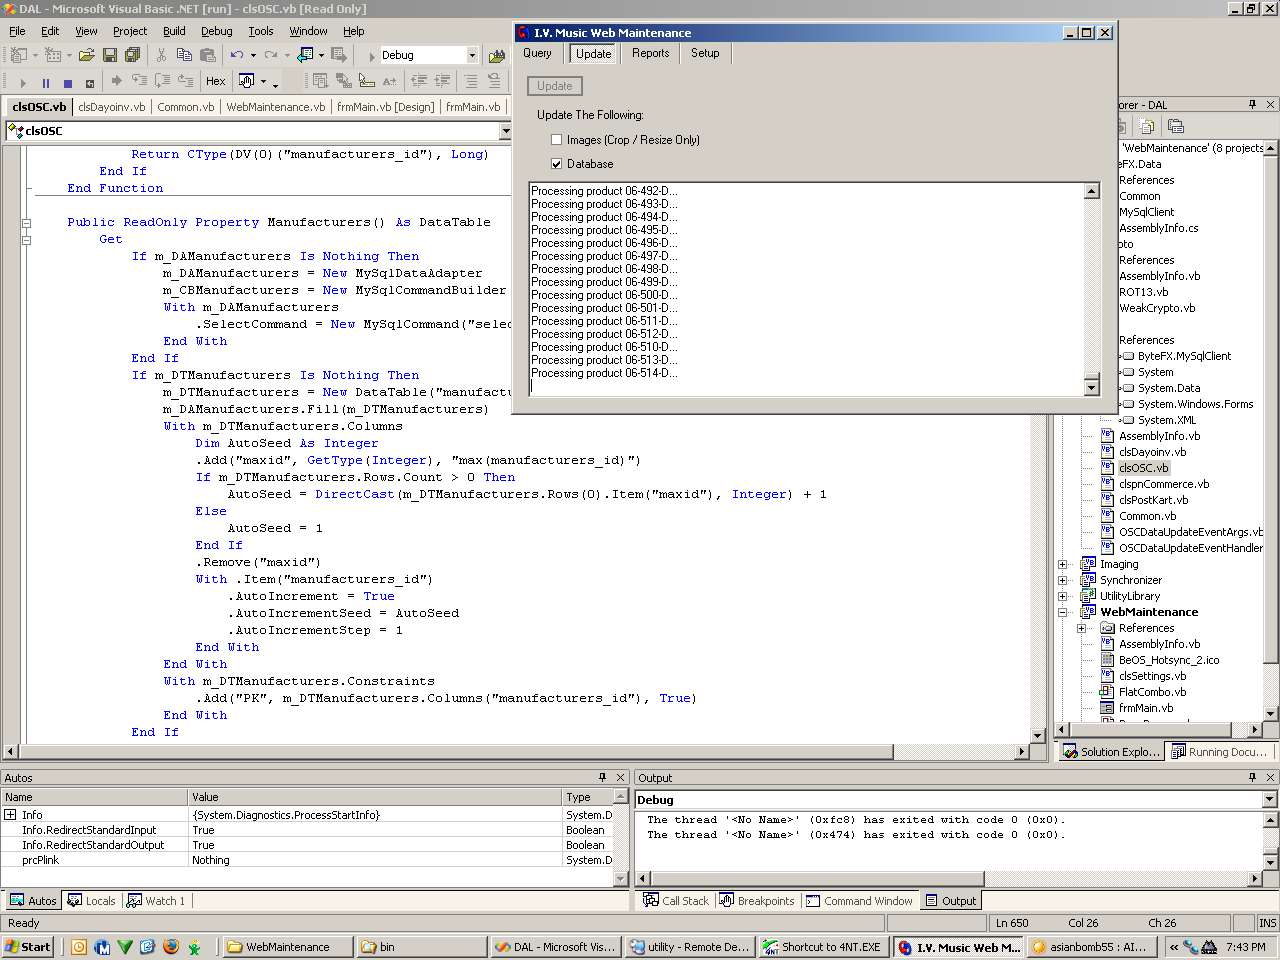 DAL - Microsoft Visual Basic .NET [run] - clsOSC.vb [Read Only]
File Edit View Project Build Debug Tools Window Help
Debug
Hex
clsOSC.vb clsDayoinv.vb Common.vb WebMaintenance.vb frmMain.vb [Design] frmMain.vb
clsOSC
Return CType(DV(0)("manufacturers_id"), Long)
End If
End Function
Public ReadOnly Property Manufacturers() As DataTable
Get
If m_DAManufacturers Is Nothing Then
m_DAManufacturers = New MySqlDataAdapter
m_CBManufacturers = New MySqlCommandBuilder
With m_DAManufacturers
.SelectCommand = New MySqlCommand("selec
End With
End If
If m_DTManufacturers Is Nothing Then
m_DTManufacturers = New DataTable("manufactu
m_DAManufacturers.Fill(m_DTManufacturers)
With m_DTManufacturers.Columns
Dim AutoSeed As Integer
.Add("maxid", GetType(Integer), "max(manufacturers_id)")
If m_DTManufacturers.Rows.Count > 0 Then
AutoSeed = DirectCast(m_DTManufacturers.Rows(0).Item("maxid"), Integer) + 1
Else
AutoSeed = 1
End If
.Remove("maxid")
With .Item("manufacturers_id")
.AutoIncrement = True
.AutoIncrementSeed = AutoSeed
.AutoIncrementStep = 1
End With
End With
With m_DTManufacturers.Constraints
.Add("PK", m_DTManufacturers.Columns("manufacturers_id"), True)
End With
End If
I.V. Music Web Maintenance
Query Update Reports Setup
Update
Update The Following:
Images (Crop / Resize Only)
Database
Processing product 06-492-D...
Processing product 06-493-D...
Processing product 06-494-D...
Processing product 06-495-D...
Processing product 06-496-D...
Processing product 06-497-D...
Processing product 06-498-D...
Processing product 06-499-D...
Processing product 06-500-D...
Processing product 06-501-D...
Processing product 06-511-D...
Processing product 06-512-D...
Processing product 06-510-D...
Processing product 06-513-D...
Processing product 06-514-D...
orer - DAL
'WebMaintenance' (8 projects
eFX.Data
References
Common
MySqlClient
AssemblyInfo.cs
pto
References
AssemblyInfo.vb
ROT13.vb
WeakCrypto.vb
References
ByteFX.MySqlClient
System
System.Data
System.Windows.Forms
System.XML
AssemblyInfo.vb
clsDayoinv.vb
clsOSC.vb
clspnCommerce.vb
clsPostKart.vb
Common.vb
OSCDataUpdateEventArgs.vb
OSCDataUpdateEventHandler
Imaging
Synchronizer
UtilityLibrary
WebMaintenance
References
AssemblyInfo.vb
BeOS_Hotsync_2.ico
clsSettings.vb
FlatCombo.vb
frmMain.vb
Solution Explo... Running Docu...
Autos
Name Value Type
Info {System.Diagnostics.ProcessStartInfo} System.D
Info.RedirectStandardInput True Boolean
Info.RedirectStandardOutput True Boolean
prcPlink Nothing System.D
Autos Locals Watch 1
Output
Debug
The thread '<No Name>' (0xfc8) has exited with code 0 (0x0).
The thread '<No Name>' (0x474) has exited with code 0 (0x0).
Call Stack Breakpoints Command Window Output
Ready Ln 650 Col 26 Ch 26 INS
Start WebMaintenance bin DAL - Microsoft Vis... utility - Remote De... Shortcut to 4NT.EXE I.V. Music Web M... asianbomb55 : AI... « 7:43 PM